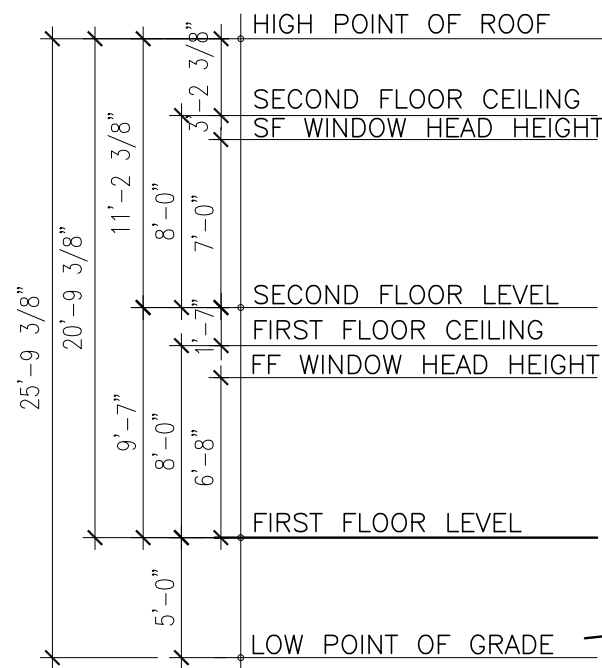 HIGH POINT OF ROOF
3'-2 3/8"
SECOND FLOOR CEILING
SF WINDOW HEAD HEIGHT
11'-2 3/8"
8'-0"
7'-0"
20'-9 3/8"
25'-9 3/8"
SECOND FLOOR LEVEL
1'-7"
FIRST FLOOR CEILING
FF WINDOW HEAD HEIGHT
9'-7"
8'-0"
6'-8"
FIRST FLOOR LEVEL
5'-0"
LOW POINT OF GRADE